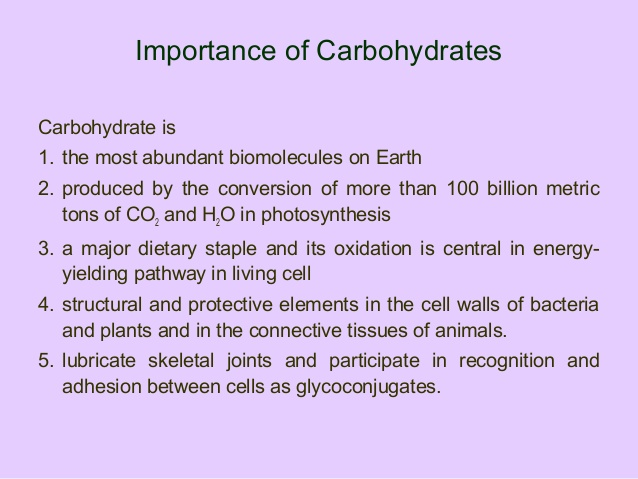 Importance of Carbohydrates
Carbohydrate is
1. the most abundant biomolecules on Earth
2. produced by the conversion of more than 100 billion metric
tons of CO2 and H2O in photosynthesis
3. a major dietary staple and its oxidation is central in energy-
yielding pathway in living cell
4. structural and protective elements in the cell walls of bacteria
and plants and in the connective tissues of animals.
5. lubricate skeletal joints and participate in recognition and
adhesion between cells as glycoconjugates.